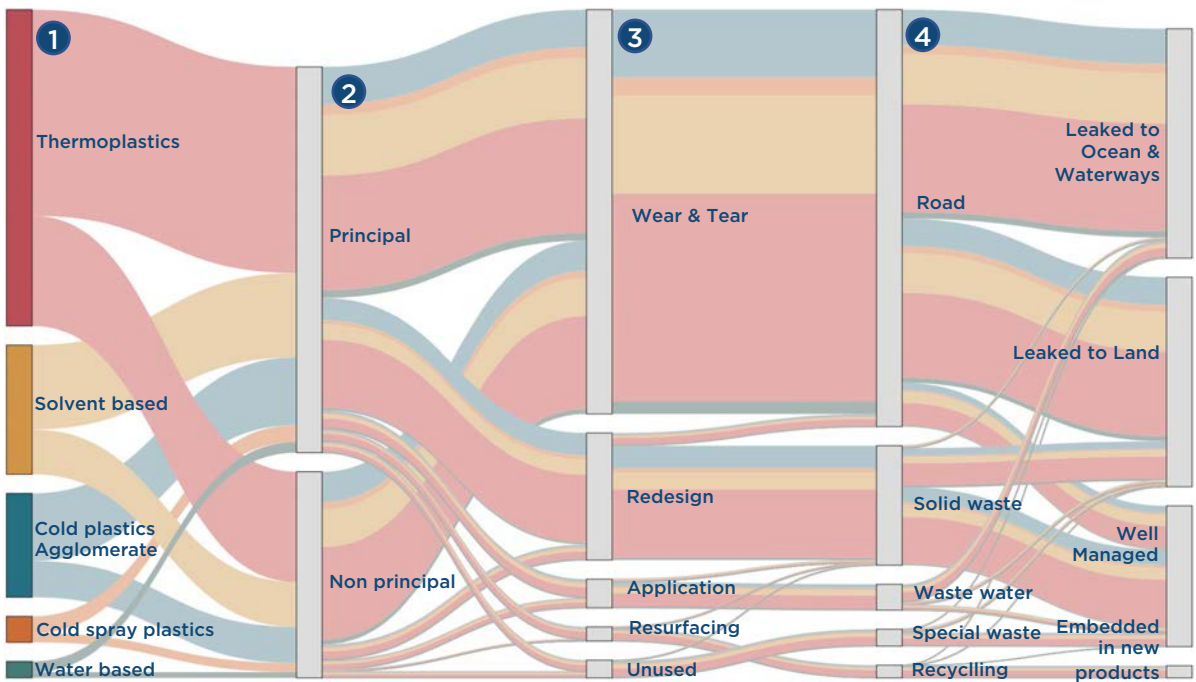 1
Thermoplastics
Solvent based
Cold plastics
Agglomerate
Cold spray plastics
Water based
2
Principal
Non principal
3
Wear & Tear
Redesign
Application
Resurfacing
Unused
4
Road
Solid waste
Waste water
Special waste
Recyclling
Leaked to
Ocean &
Waterways
Leaked to Land
Well
Managed
Embedded
in new
products